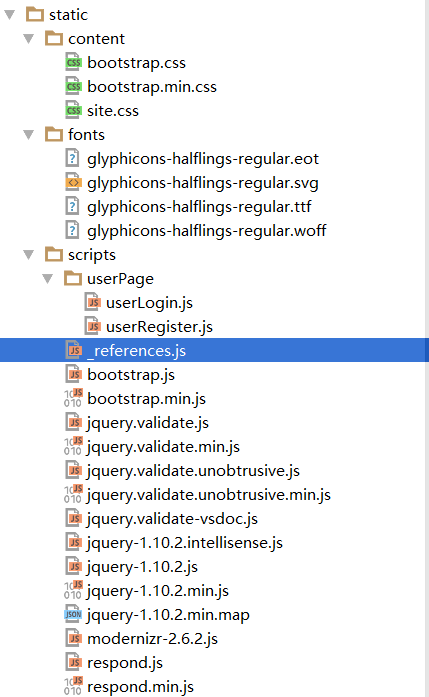 static
content
bootstrap.css
bootstrap.min.css
site.css
fonts
glyphicons-halflings-regular.eot
glyphicons-halflings-regular.svg
glyphicons-halflings-regular.ttf
glyphicons-halflings-regular.woff
scripts
userPage
userLogin.js
userRegister.js
_references.js
bootstrap.js
bootstrap.min.js
jquery.validate.js
jquery.validate.min.js
jquery.validate.unobtrusive.js
jquery.validate.unobtrusive.min.js
jquery.validate-vsdoc.js
jquery-1.10.2.intellisense.js
jquery-1.10.2.js
jquery-1.10.2.min.js
jquery-1.10.2.min.map
modernizr-2.6.2.js
respond.js
respond.min.js